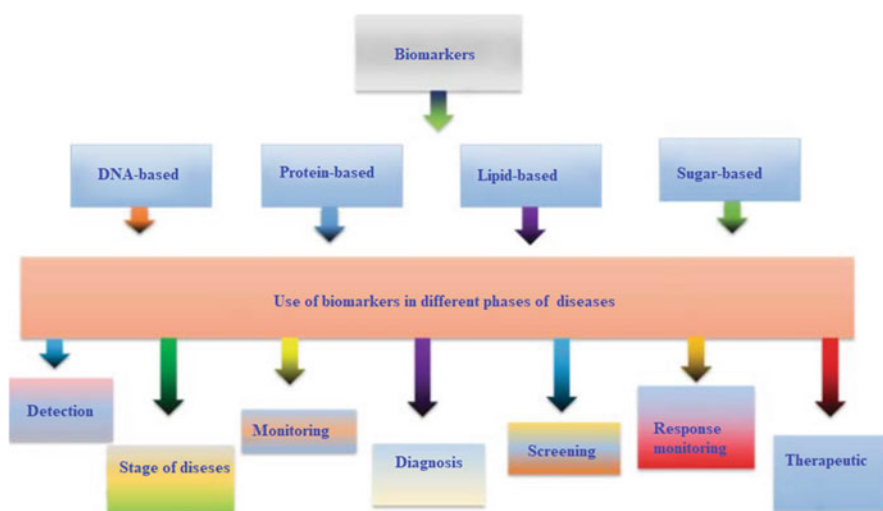 Biomarkers
DNA-based
Protein-based
Lipid-based
Sugar-based
Use of biomarkers in different phases of diseases
Detection
Stage of diseses
Monitoring
Diagnosis
Screening
Response
monitoring
Therapeutic